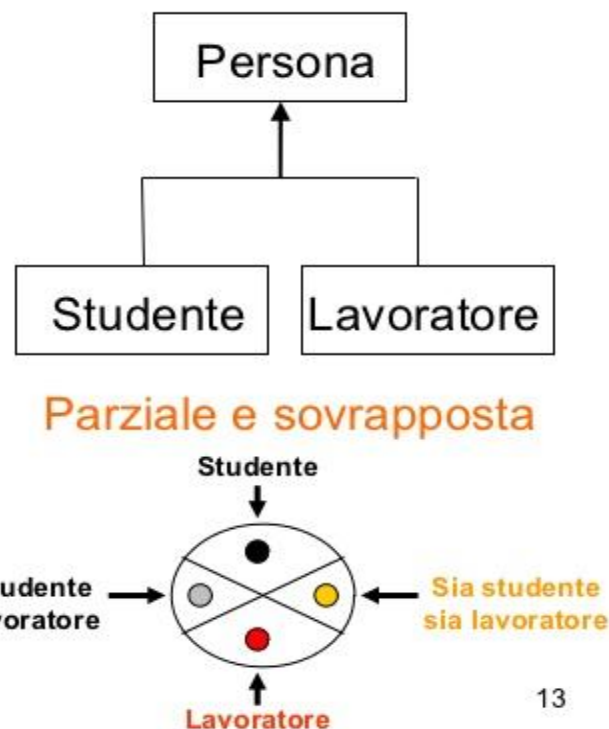 Persona
Studente
Lavoratore
Parziale e sovrapposta
Studente
Sia studente
sia lavoratore
Lavoratore
13